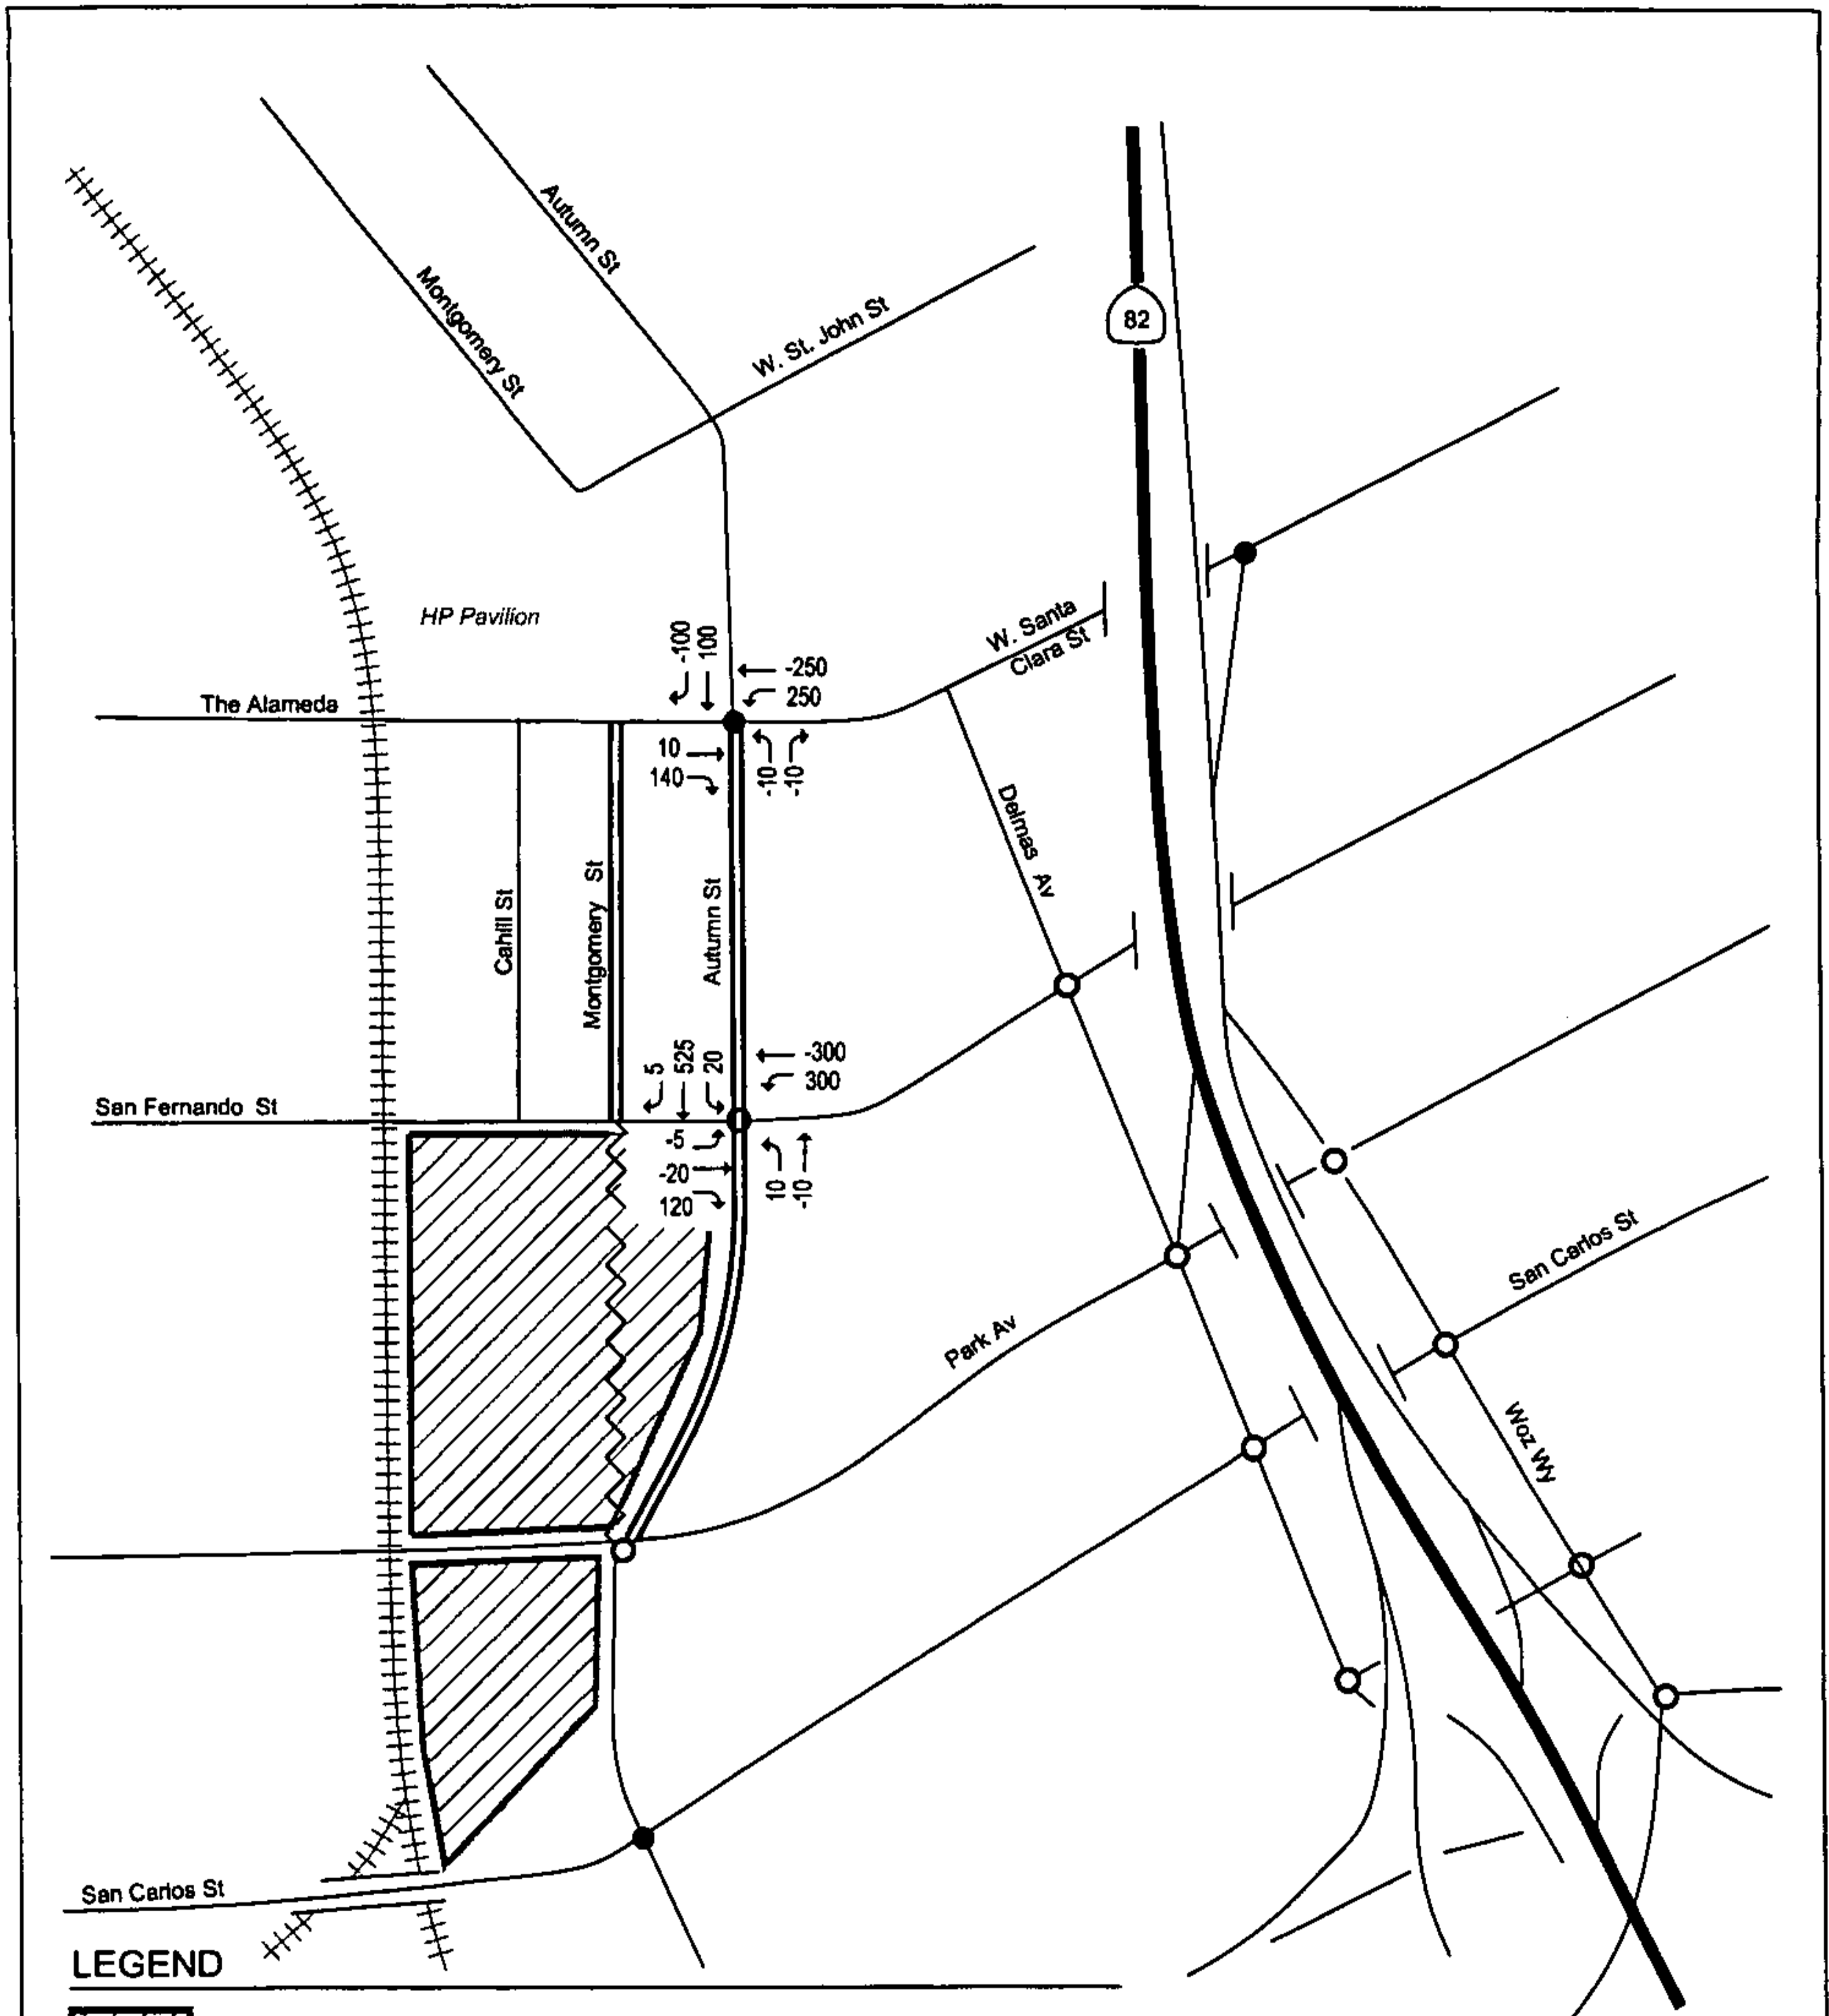 Autumn St
Montgomery St
W. St. John St
82
HP Pavilion
W. Santa
Clara St
-100
100
-250
250
The Alameda
10
140
-10
-10
Delmas Av
Cahill St
Montgomery St
Autumn St
5
525
20
-300
300
San Fernando St
-5
-20
120
10
-10
San Carlos St
Park Av
Woz Wy
San Carlos St
LEGEND